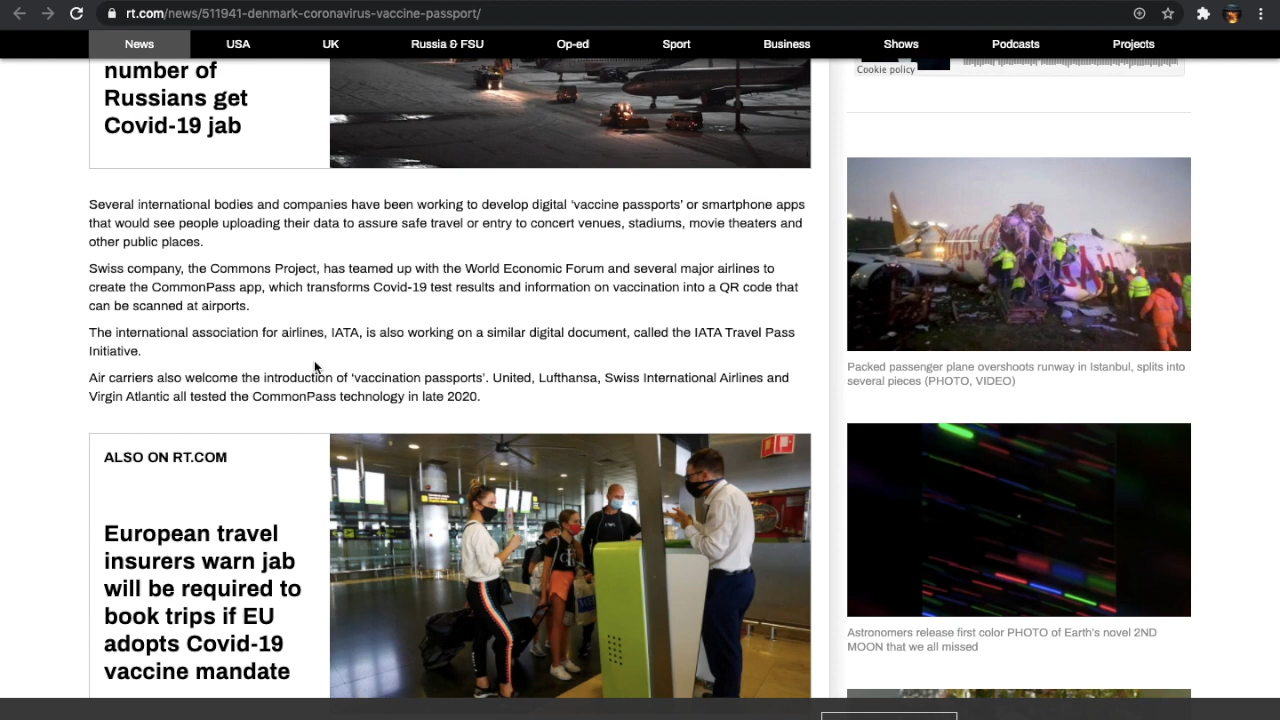 rt.com/news/511941-denmark-coronavirus-vaccine-passport/
News USA UK Russia & FSU Op-ed Sport Business Shows Podcasts Projects
number of
Russians get
Covid-19 jab
Cookie policy
Several international bodies and companies have been working to develop digital ‘vaccine passports’ or smartphone apps
that would see people uploading their data to assure safe travel or entry to concert venues, stadiums, movie theaters and
other public places.
Swiss company, the Commons Project, has teamed up with the World Economic Forum and several major airlines to
create the CommonPass app, which transforms Covid-19 test results and information on vaccination into a QR code that
can be scanned at airports.
The international association for airlines, IATA, is also working on a similar digital document, called the IATA Travel Pass
Initiative.
Air carriers also welcome the introduction of ‘vaccination passports’. United, Lufthansa, Swiss International Airlines and
Virgin Atlantic all tested the CommonPass technology in late 2020.
ALSO ON RT.COM
European travel
insurers warn jab
will be required to
book trips if EU
adopts Covid-19
vaccine mandate
Packed passenger plane overshoots runway in Istanbul, splits into
several pieces (PHOTO, VIDEO)
Astronomers release first color PHOTO of Earth's novel 2ND
MOON that we all missed